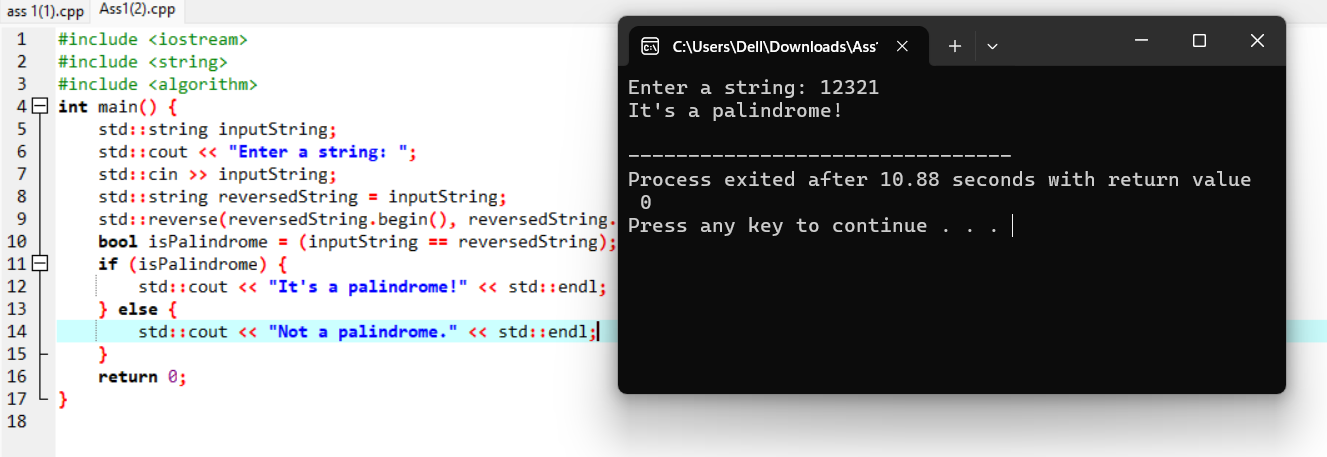 ass 1(1).cpp Ass1(2).cpp
1 #include <iostream>
2 #include <string>
3 #include <algorithm>
4 int main() {
5 std::string inputString;
6 std::cout << "Enter a string: ";
7 std::cin >> inputString;
8 std::string reversedString = inputString;
9 std::reverse(reversedString.begin(), reversedString.
10 bool isPalindrome = (inputString == reversedString);
11 if (isPalindrome) {
12 std::cout << "It's a palindrome!" << std::endl;
13 } else {
14 std::cout << "Not a palindrome." << std::endl;
15 }
16 return 0;
17 }
18
C:\Users\Dell\Downloads\Ass'
Enter a string: 12321
It's a palindrome!
--------------------------------
Process exited after 10.88 seconds with return value
0
Press any key to continue . . .